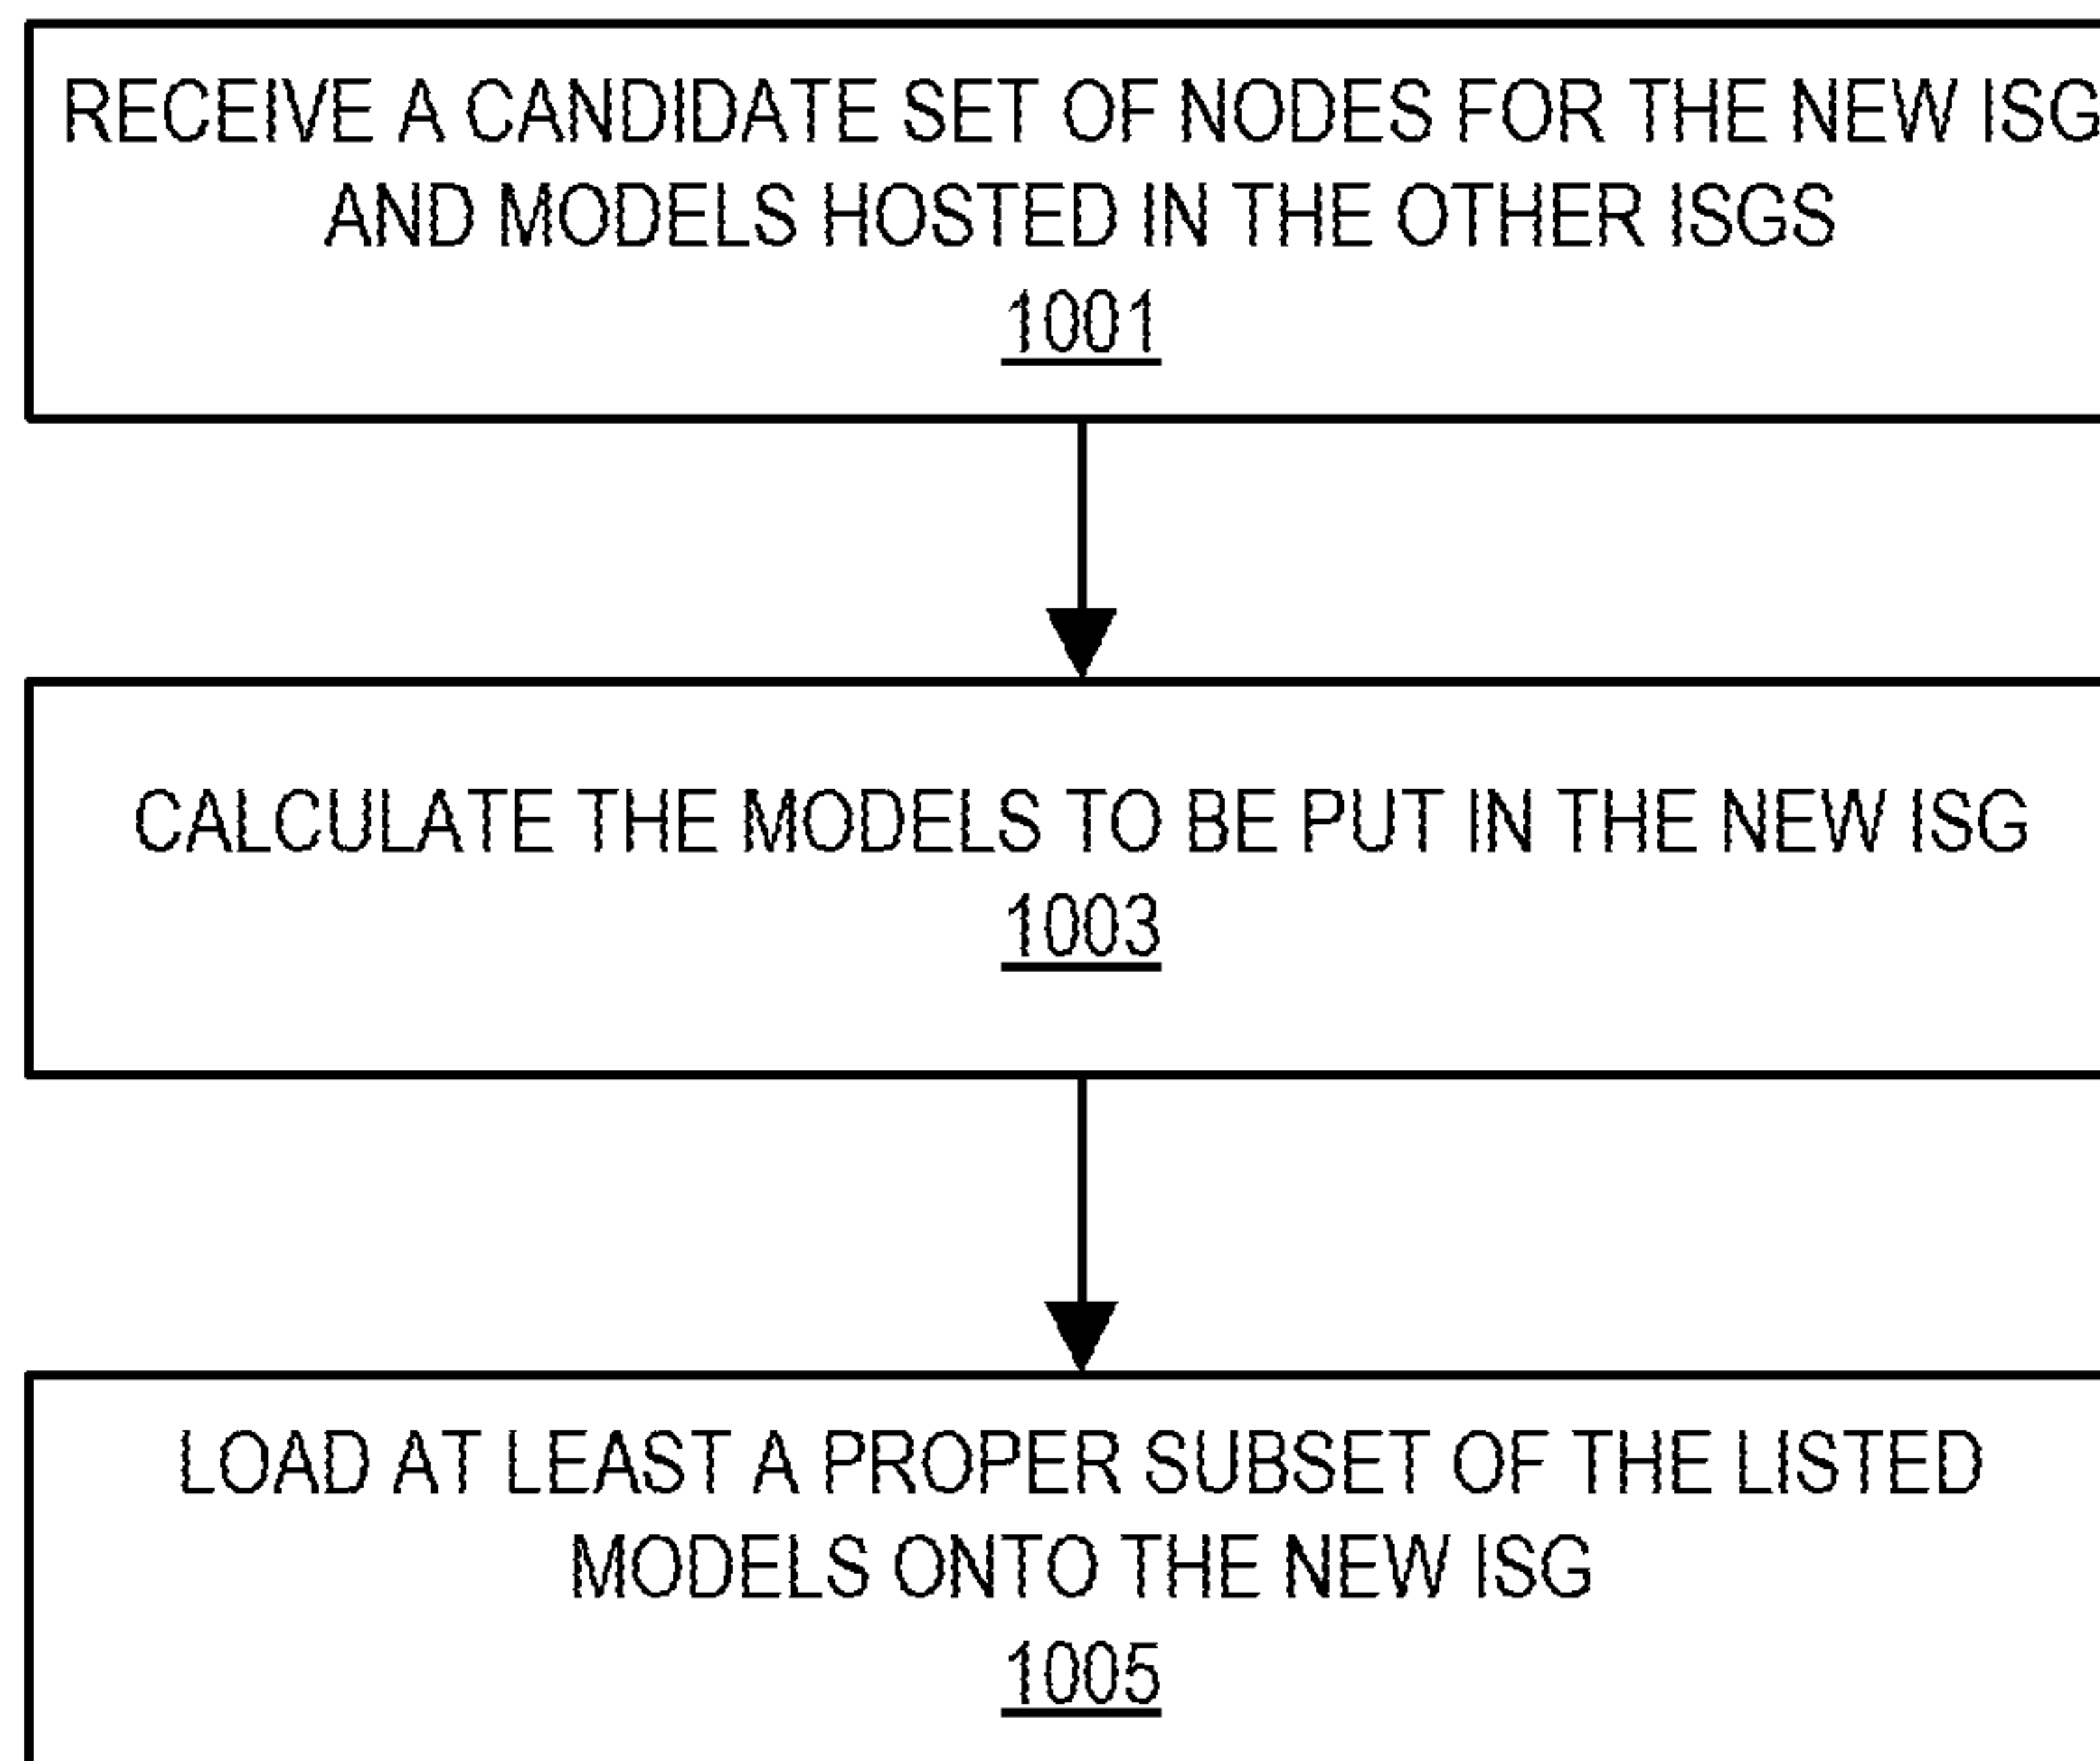 RECEIVE A CANDIDATE SET OF NODES FOR THE NEW ISG
AND MODELS HOSTED IN THE OTHER ISGS
1001
CALCULATE THE MODELS TO BE PUT IN THE NEW ISG
1003
LOAD AT LEAST A PROPER SUBSET OF THE LISTED
MODELS ONTO THE NEW ISG
1005